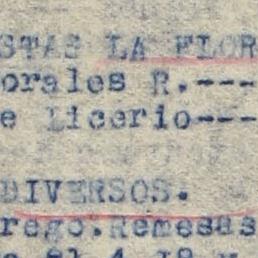 STAS LA FLOR
orales R.---
e Licerio---
DIVERSOS.
rego.Remesas